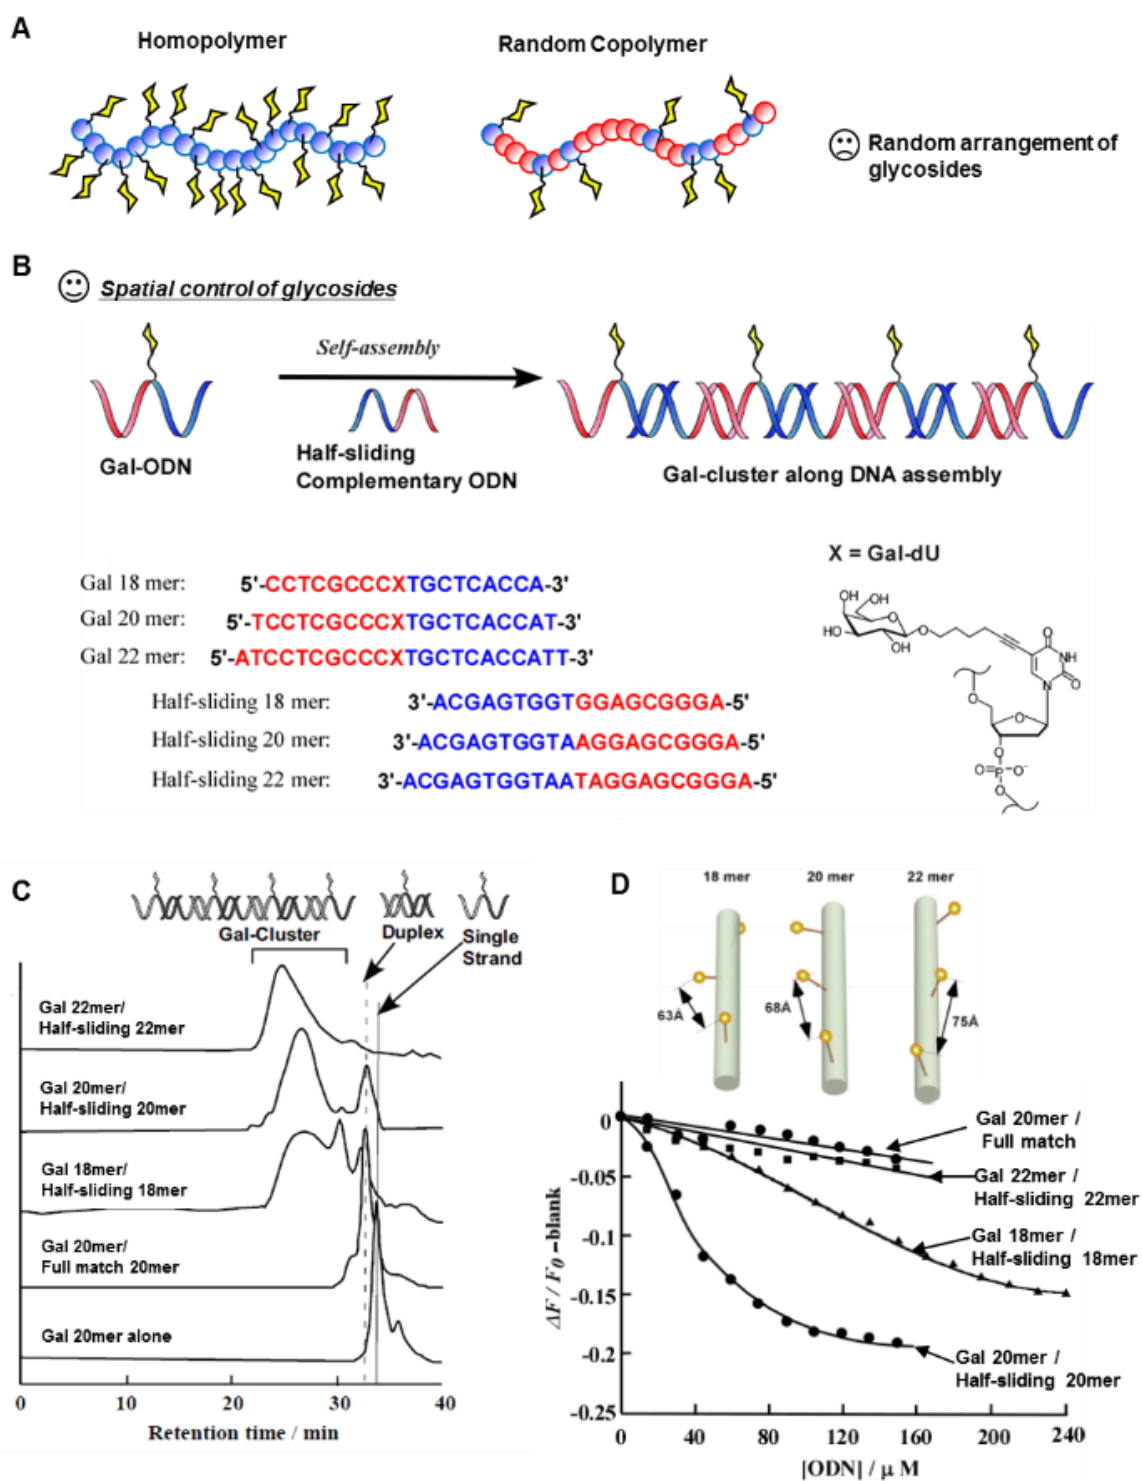 A
Homopolymer
Random Copolymer
Random arrangement of
glycosides
B
Spatial control of glycosides
Self-assembly
Gal-ODN
Half-sliding
Complementary ODN
Gal-cluster along DNA assembly
X = Gal-dU
Gal 18 mer: 5'-CCTCGCCCXTGCTCACCA-3'
Gal 20 mer: 5'-TCCTCGCCCXTGCTCACCAT-3'
Gal 22 mer: 5'-ATCCTCGCCCXTGCTCACCATT-3'
Half-sliding 18 mer: 3'-ACGAGTGGTGGAGCGGGA-5'
Half-sliding 20 mer: 3'-ACGAGTGGTAAGGAGCGGGA-5'
Half-sliding 22 mer: 3'-ACGAGTGGTAATAGGAGCGGGA-5'
OH
OH
HO
O
O
OH
O
NH
N
O
O
O
O
O=P-O⁻
O
C
Gal-Cluster
Duplex
Single
Strand
Gal 22mer/
Half-sliding 22mer
Gal 20mer/
Half-sliding 20mer
Gal 18mer/
Half-sliding 18mer
Gal 20mer/
Full match 20mer
Gal 20mer alone
0 10 20 30 40
Retention time / min
D
18 mer 20 mer 22 mer
63Å
68Å
75Å
0
-0.05
-0.1
-0.15
-0.2
-0.25
ΔF / F0 –blank
Gal 20mer /
Full match
Gal 22mer /
Half-sliding 22mer
Gal 18mer /
Half-sliding 18mer
Gal 20mer /
Half-sliding 20mer
0 40 80 120 160 200 240
[ODN] / μ M